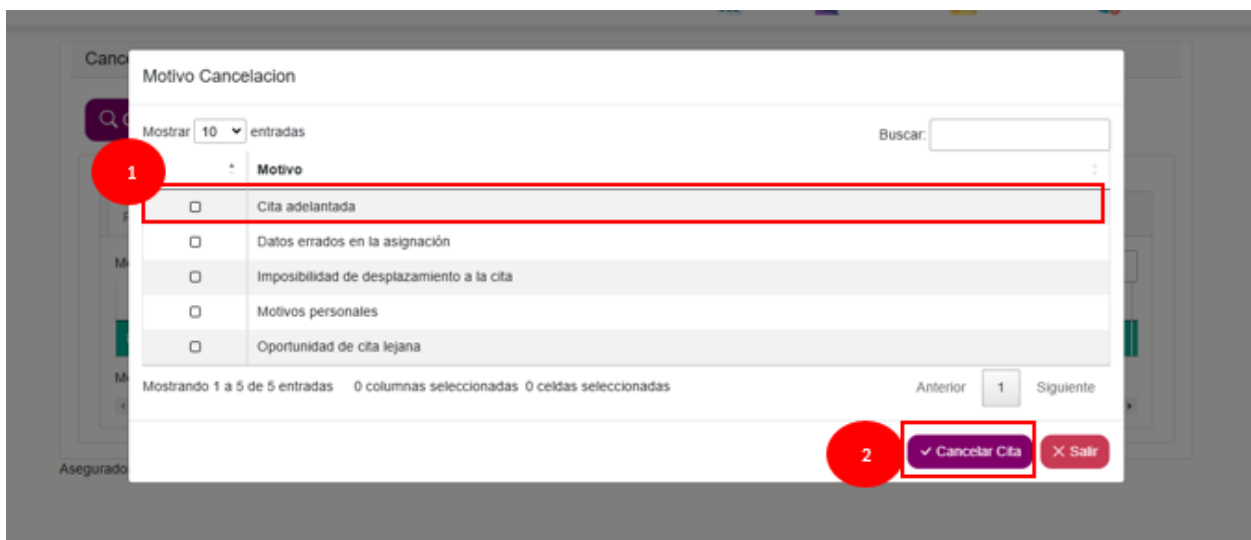 Motivo Cancelacion
Mostrar 10 entradas
Buscar:
1
Motivo
Cita adelantada
Datos errados en la asignación
Imposibilidad de desplazamiento a la cita
Motivos personales
Oportunidad de cita lejana
Mostrando 1 a 5 de 5 entradas 0 columnas seleccionadas 0 celdas seleccionadas
Anterior 1 Siguiente
2
Cancelar Cita
Salir